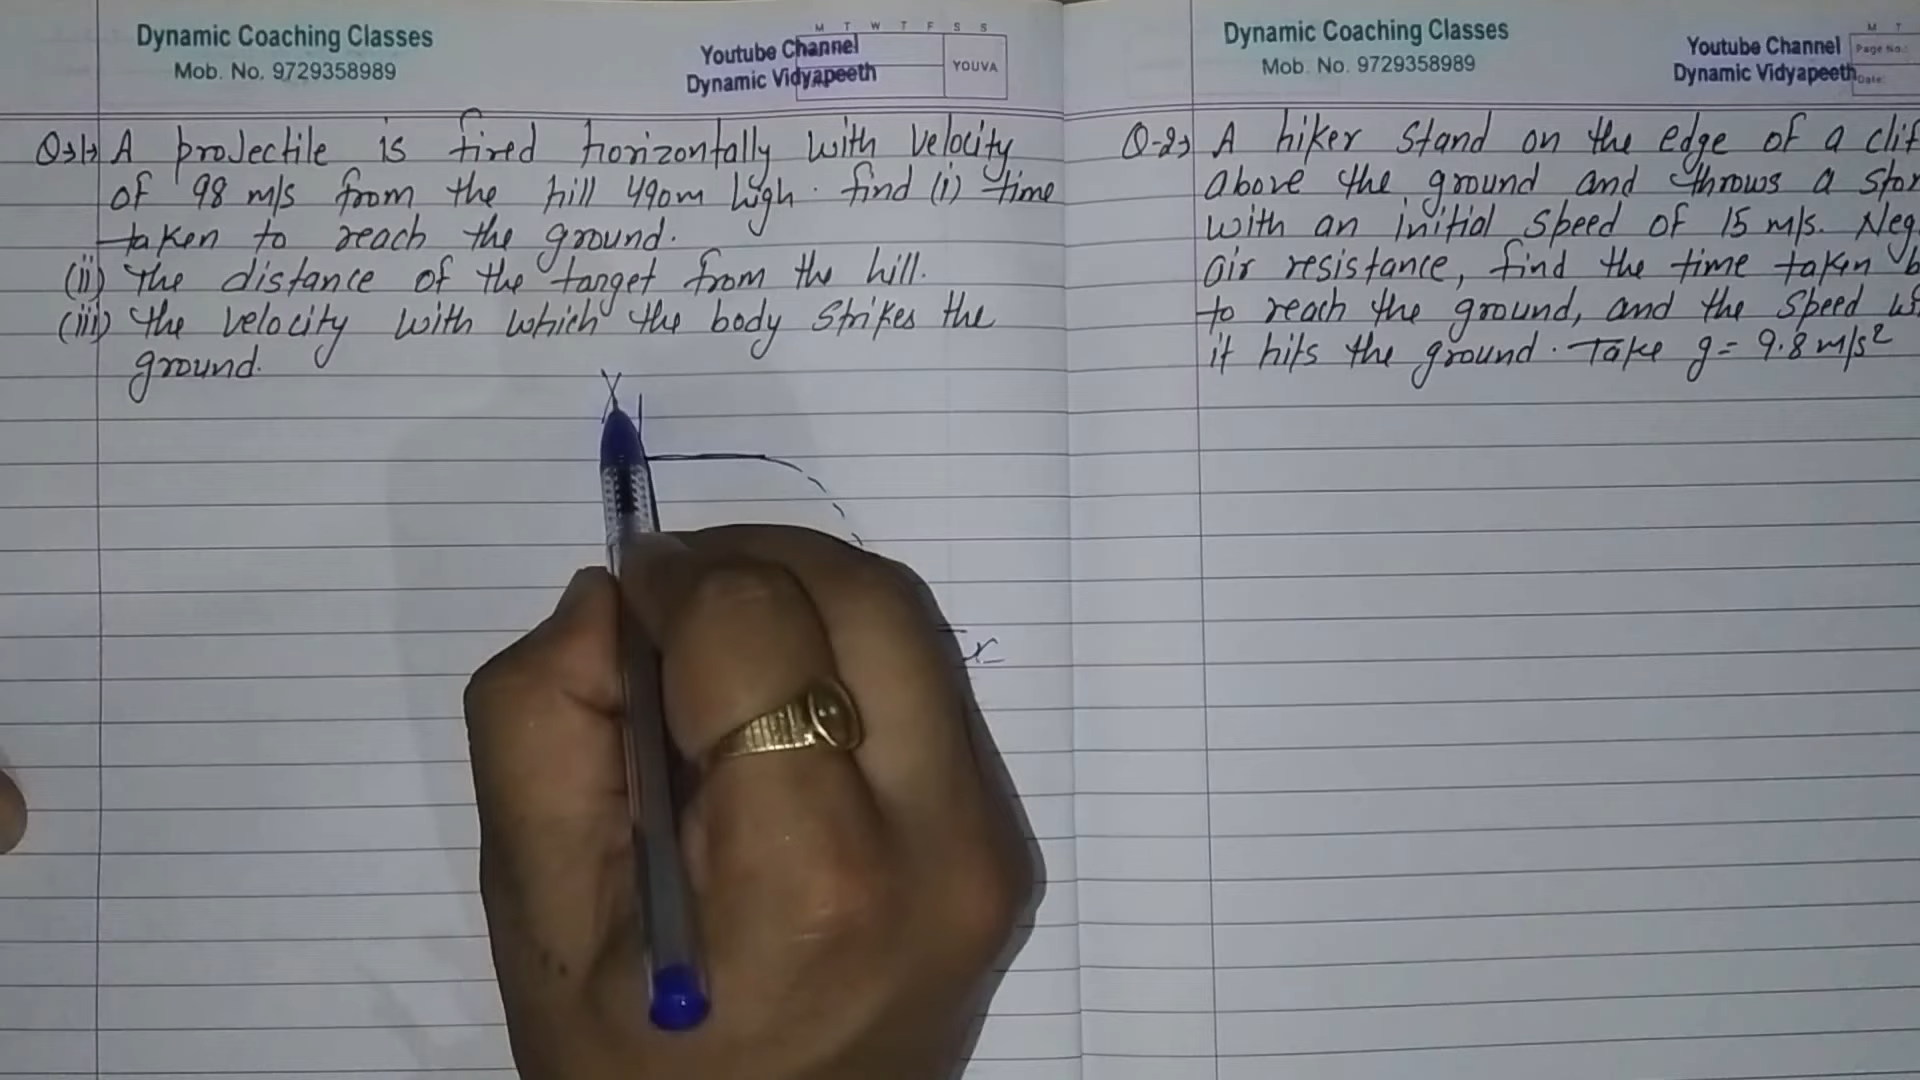 Dynamic Coaching Classes
Mob. No. 9729358989
M T W T F S S
Youtube Channel
Dynamic Vidyapeeth
YOUVA
Q⇒1⇒ A projectile is fired horizontally with velocity
of 98 m/s from the hill 490m high. find (i) time
taken to reach the ground.
(ii) The distance of the target from the hill.
(iii) the velocity with which the body strikes the
ground.
Y
x
Dynamic Coaching Classes
Mob. No. 9729358989
M T
Youtube Channel
Dynamic Vidyapeeth
Page No.:
Date:
Q-2⇒ A hiker stand on the edge of a clif
above the ground and throws a ston
with an initial speed of 15 m/s. Neg
air resistance, find the time taken b
to reach the ground, and the speed wi
it hits the ground. Take g = 9.8 m/s²